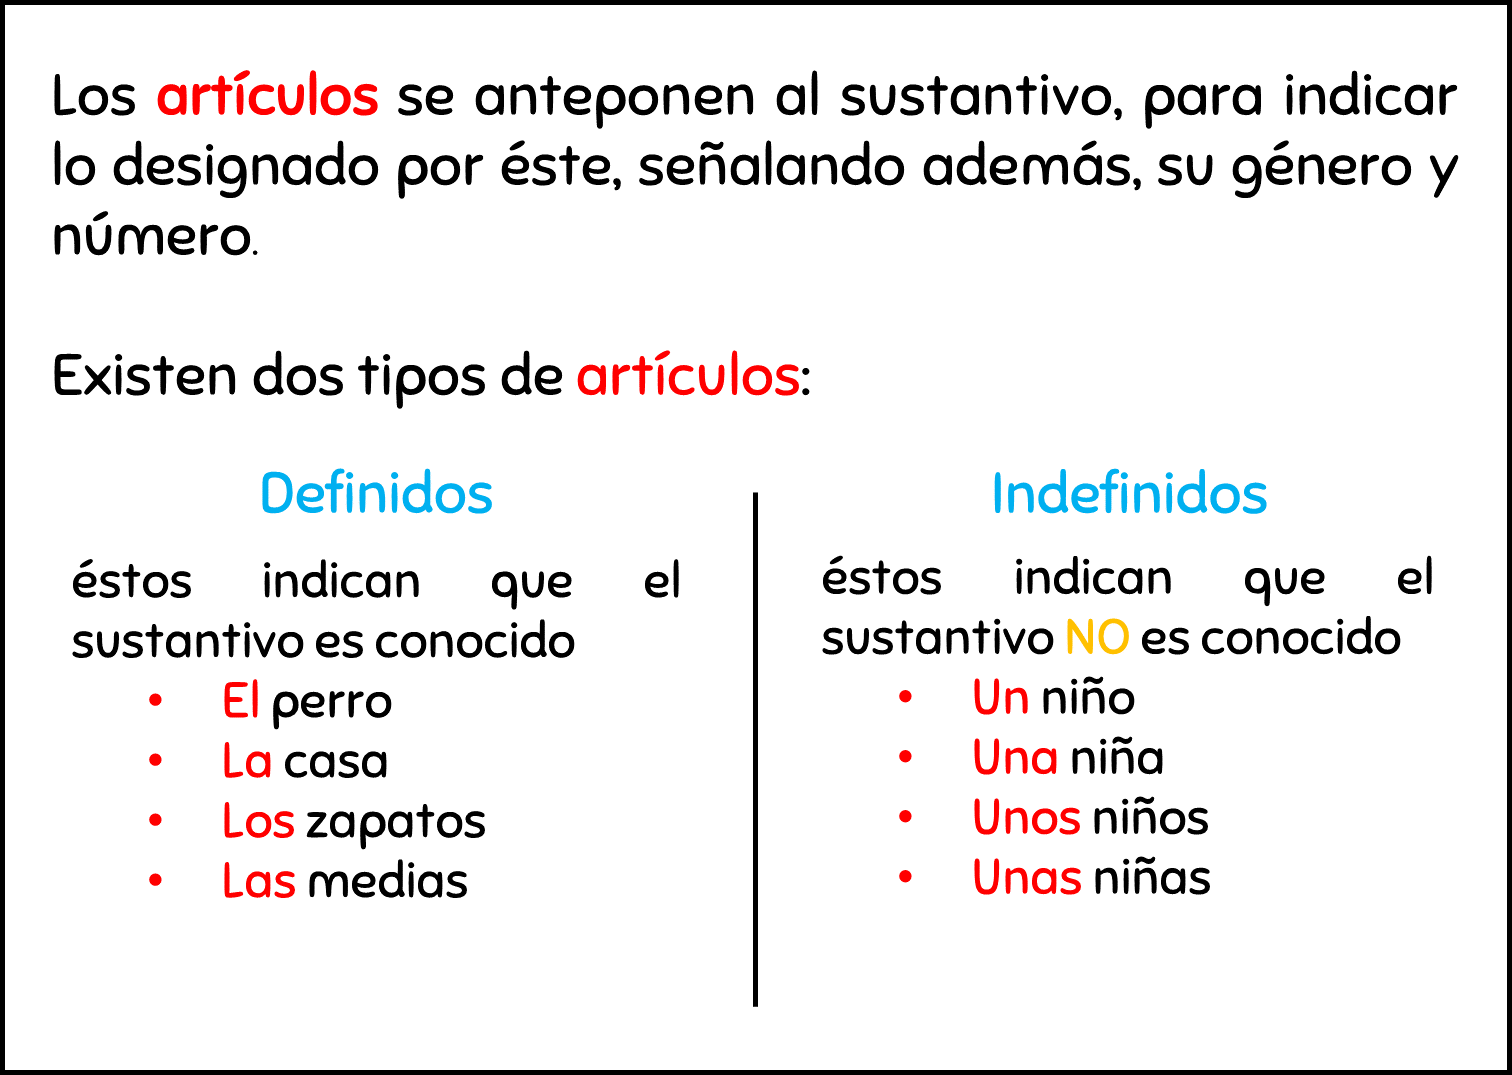 Los artículos se anteponen al sustantivo, para indicar
lo designado por éste, señalando además, su género y
número.
Existen dos tipos de artículos:
Definidos
éstos indican que el
sustantivo es conocido
• El perro
• La casa
• Los zapatos
• Las medias
Indefinidos
éstos indican que el
sustantivo NO es conocido
• Un niño
• Una niña
• Unos niños
• Unas niñas